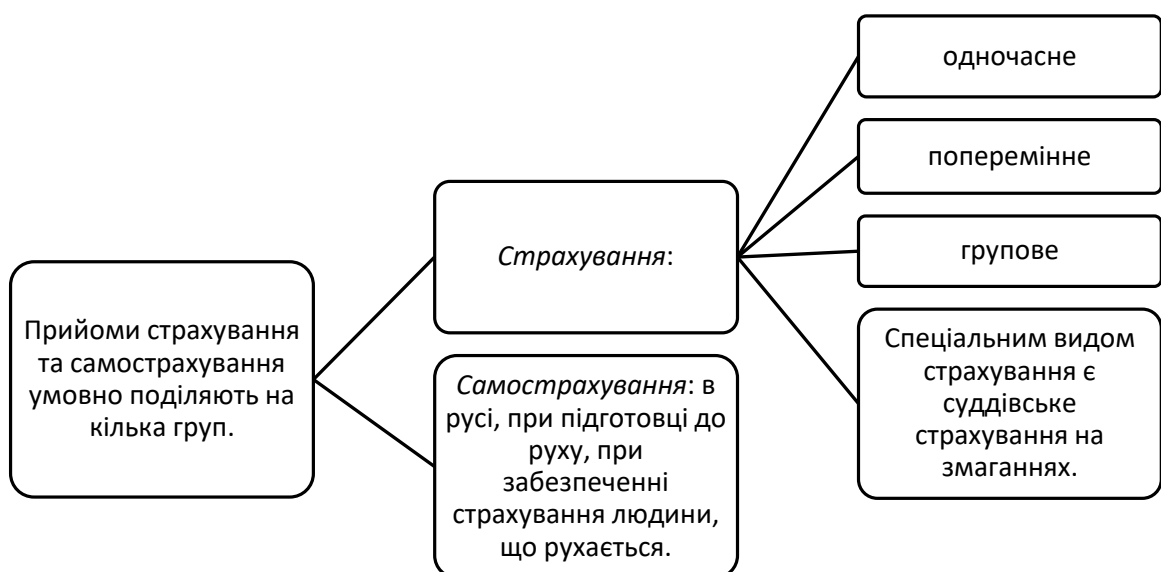 Прийоми страхування
та самострахування
умовно поділяють на
кілька груп.
Страхування:
Самострахування: в
русі, при підготовці до
руху, при
забезпеченні
страхування людини,
що рухається.
одночасне
поперемінне
групове
Спеціальним видом
страхування є
суддівське
страхування на
змаганнях.